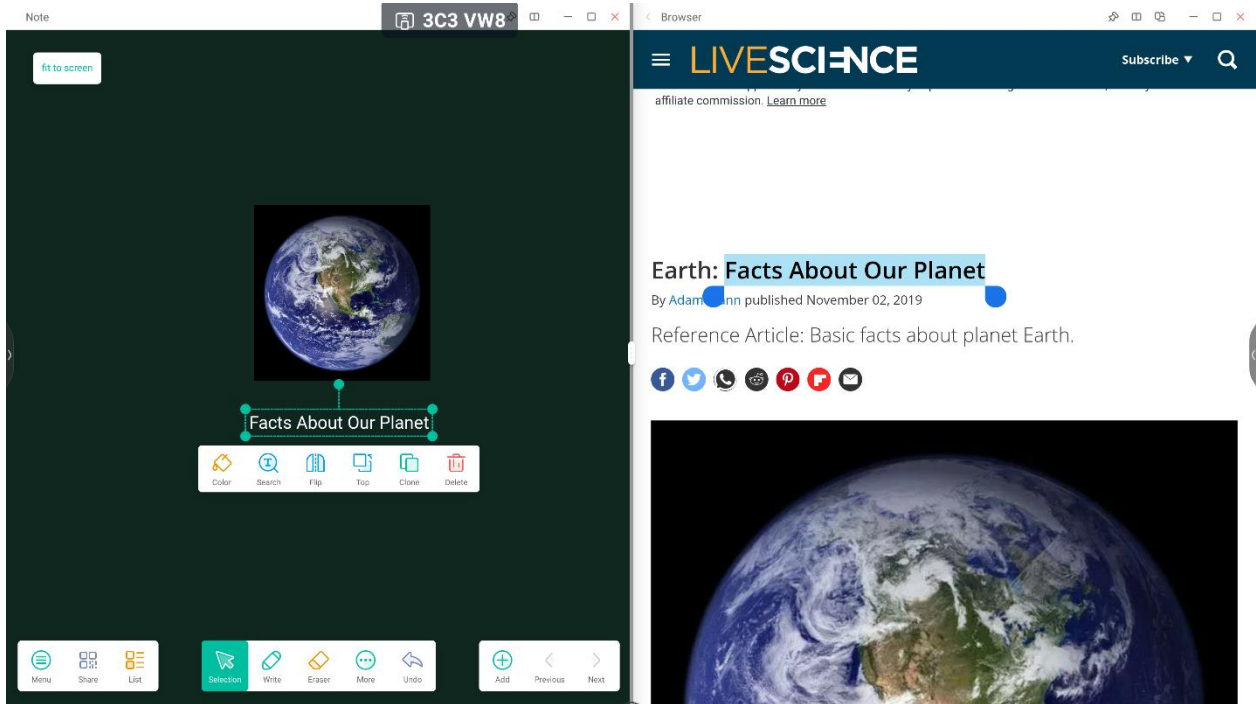 Note
3C3 VW8
fit to screen
Facts About Our Planet
Color
Search
Flip
Top
Clone
Delete
Menu
Share
List
Selection
Write
Eraser
More
Undo
Add
Previous
Next
Browser
LIVESCIENCE
Subscribe
affiliate commission. Learn more
Earth: Facts About Our Planet
By Adam published November 02, 2019
Reference Article: Basic facts about planet Earth.